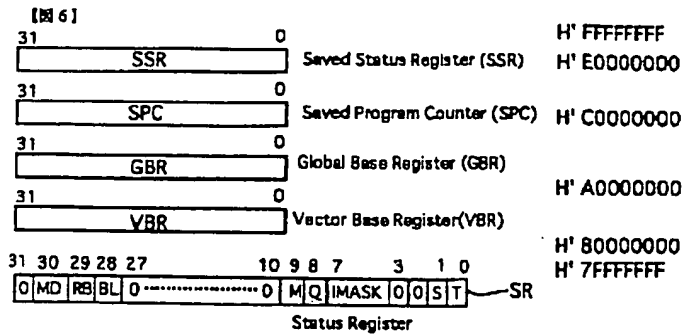 【図6】
31 0
SSR Saved Status Register (SSR)
31 0
SPC Saved Program Counter (SPC)
31 0
GBR Global Base Register (GBR)
31 0
VBR Vector Base Register(VBR)
31 30 29 28 27 10 9 8 7 3 1 0
0 MD RB BL 0 ------------------ 0 M Q IMASK 0 0 S T SR
Status Register
H' FFFFFFFF
H' E0000000
H' C0000000
H' A0000000
H' 80000000
H' 7FFFFFFF